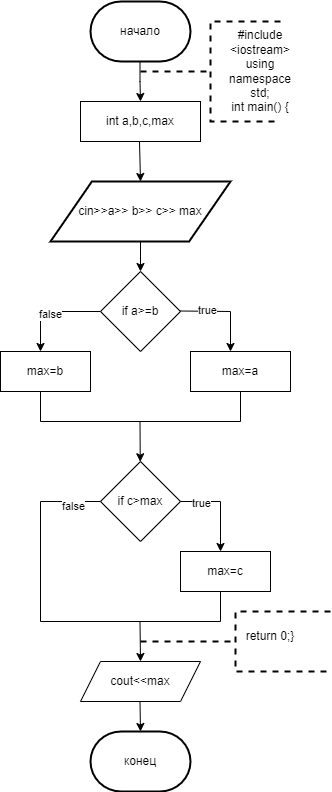 начало
#include
<iostream>
using
namespace
std;
int main() {
int a,b,c,max
cin>>a>> b>> c>> max
if a>=b
false
true
max=b
max=a
if c>max
false
true
max=c
return 0;}
cout<<max
конец